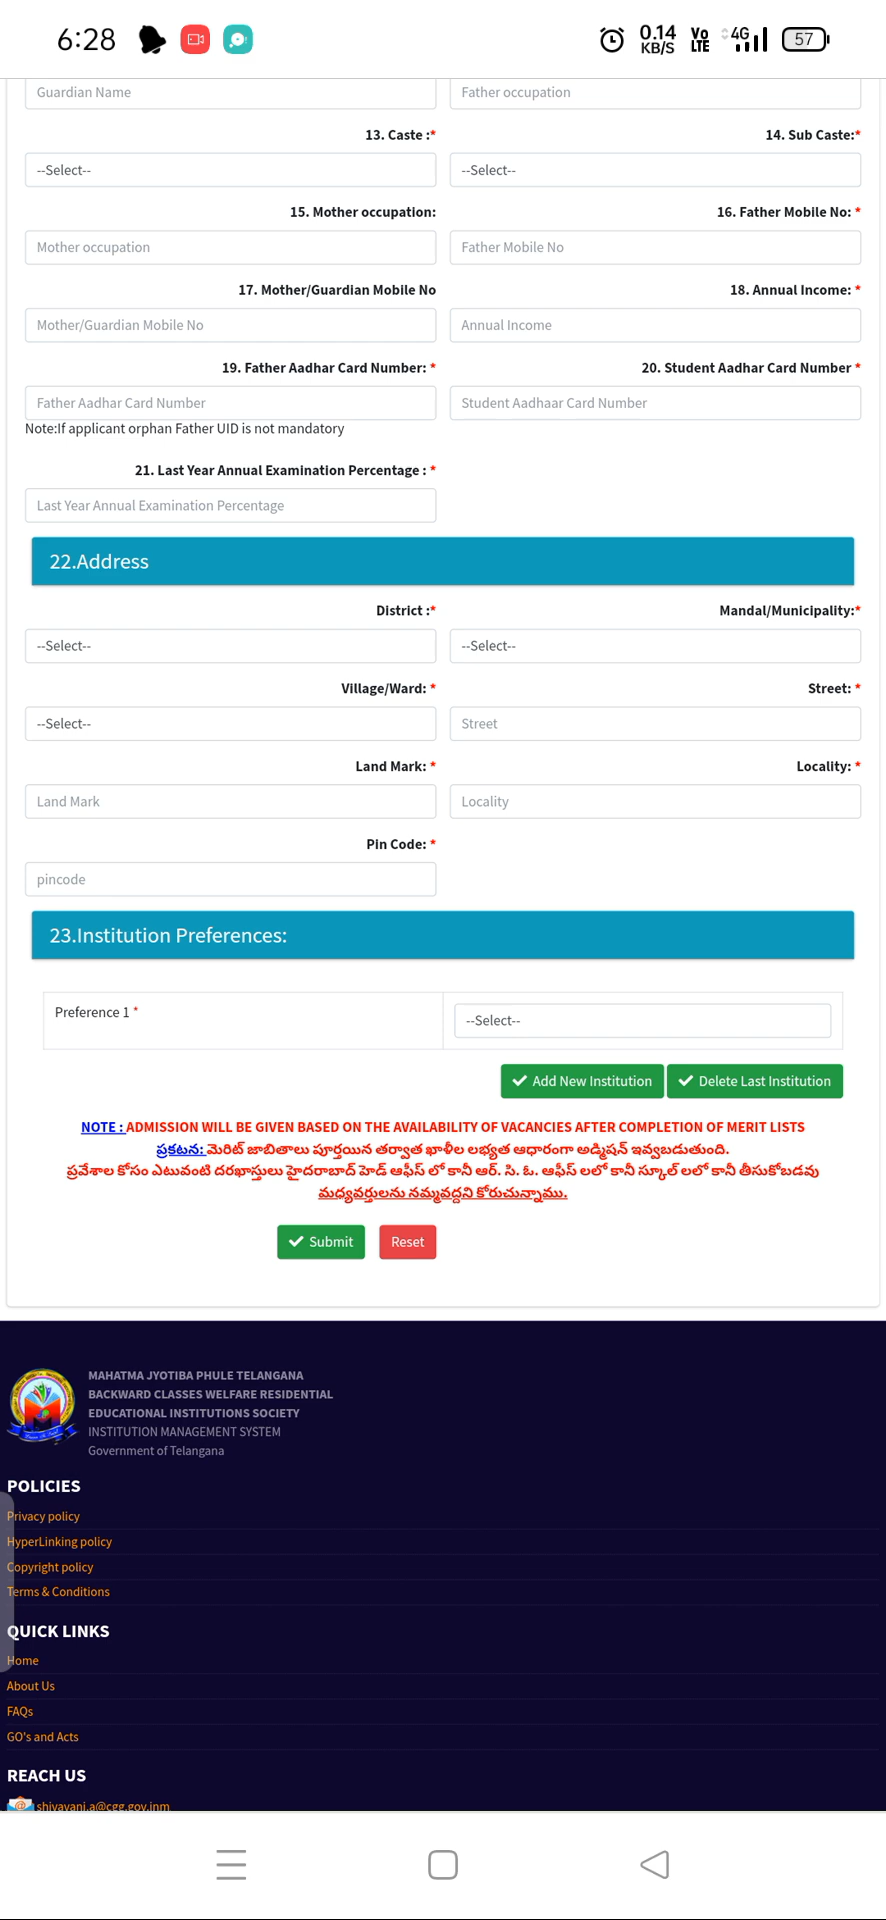 6:28 0.14 KB/S Vo LTE 4G 57
Guardian Name Father occupation
13. Caste :* 14. Sub Caste:*
--Select-- --Select--
15. Mother occupation: 16. Father Mobile No: *
Mother occupation Father Mobile No
17. Mother/Guardian Mobile No 18. Annual Income: *
Mother/Guardian Mobile No Annual Income
19. Father Aadhar Card Number: * 20. Student Aadhar Card Number *
Father Aadhar Card Number Student Aadhaar Card Number
Note:If applicant orphan Father UID is not mandatory
21. Last Year Annual Examination Percentage : *
Last Year Annual Examination Percentage
22.Address
District :* Mandal/Municipality:*
--Select-- --Select--
Village/Ward: * Street: *
--Select-- Street
Land Mark: * Locality: *
Land Mark Locality
Pin Code: *
pincode
23.Institution Preferences:
Preference 1 * --Select--
Add New Institution Delete Last Institution
NOTE : ADMISSION WILL BE GIVEN BASED ON THE AVAILABILITY OF VACANCIES AFTER COMPLETION OF MERIT LISTS
ప్రకటన: మెరిట్ జాబితాలు పూర్తయిన తర్వాత ఖాళీల లభ్యత ఆధారంగా అడ్మిషన్ ఇవ్వబడుతుంది.
ప్రవేశాల కోసం ఎటువంటి దరఖాస్తులు హైదరాబాద్ హెడ్ ఆఫీస్ లో కానీ ఆర్. సి. ఓ. ఆఫీస్ లలో కానీ స్కూల్ లలో కానీ తీసుకోబడవు
మధ్యవర్తులను నమ్మవద్దని కోరుచున్నాము.
Submit Reset
MAHATMA JYOTIBA PHULE TELANGANA
BACKWARD CLASSES WELFARE RESIDENTIAL
EDUCATIONAL INSTITUTIONS SOCIETY
INSTITUTION MANAGEMENT SYSTEM
Government of Telangana
POLICIES
Privacy policy
HyperLinking policy
Copyright policy
Terms & Conditions
QUICK LINKS
Home
About Us
FAQs
GO's and Acts
REACH US
shivavani.a@cgg.gov.inm